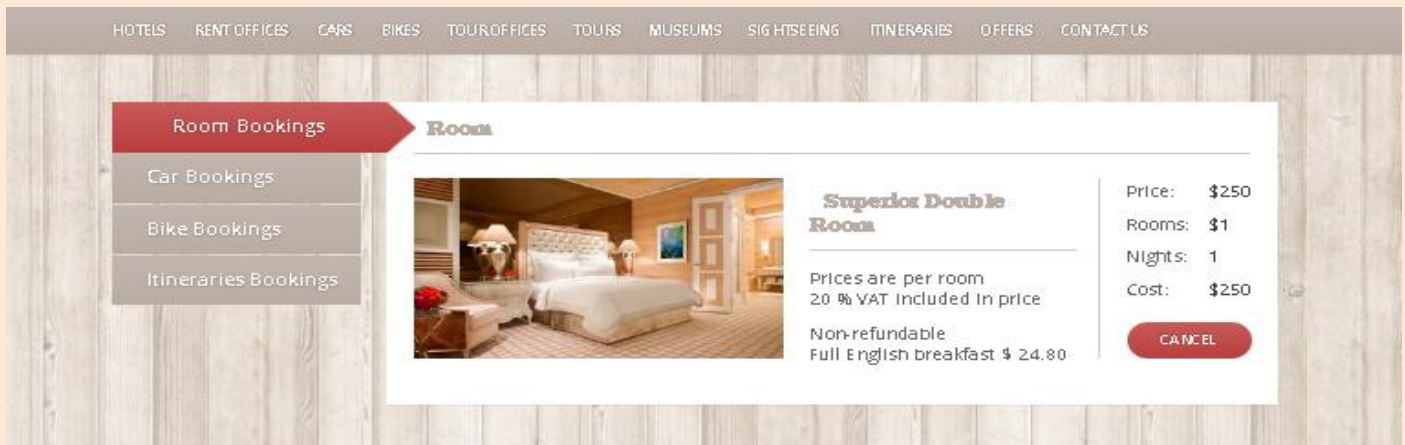 HOTELS RENT OFFICES CARS BIKES TOUR OFFICES TOURS MUSEUMS SIGHTSEEING ITINERARIES OFFERS CONTACT US
Room Bookings
Car Bookings
Bike Bookings
Itineraries Bookings
Room
Superior Double
Room
Prices are per room
20 % VAT included in price
Non-refundable
Full English breakfast $ 24.80
Price: $250
Rooms: $1
Nights: 1
Cost: $250
CANCEL